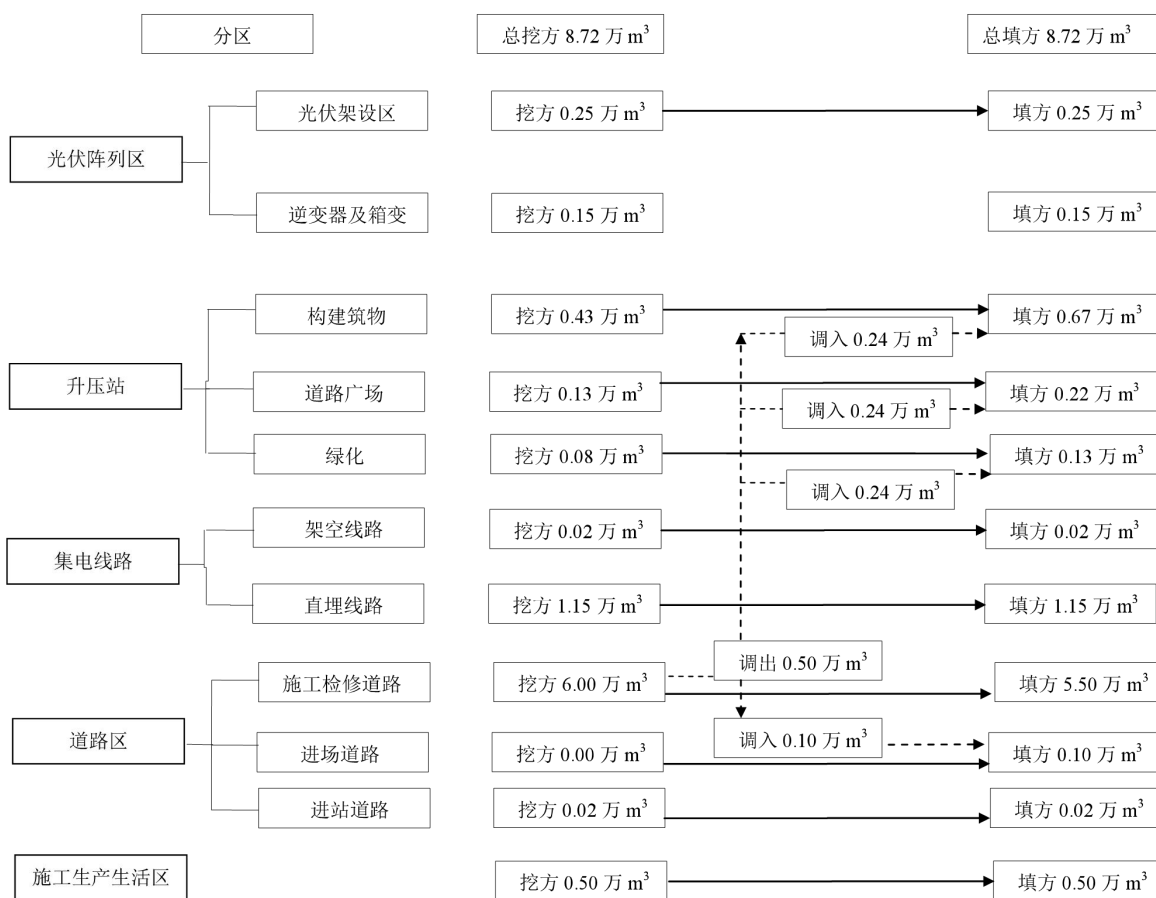 分区
总挖方 8.72 万 m³
总填方 8.72 万 m³
光伏阵列区
光伏架设区
挖方 0.25 万 m³
填方 0.25 万 m³
逆变器及箱变
挖方 0.15 万 m³
填方 0.15 万 m³
升压站
构建筑物
挖方 0.43 万 m³
填方 0.67 万 m³
调入 0.24 万 m³
道路广场
挖方 0.13 万 m³
填方 0.22 万 m³
调入 0.24 万 m³
绿化
挖方 0.08 万 m³
填方 0.13 万 m³
调入 0.24 万 m³
集电线路
架空线路
挖方 0.02 万 m³
填方 0.02 万 m³
直埋线路
挖方 1.15 万 m³
填方 1.15 万 m³
道路区
施工检修道路
挖方 6.00 万 m³
调出 0.50 万 m³
填方 5.50 万 m³
进场道路
挖方 0.00 万 m³
调入 0.10 万 m³
填方 0.10 万 m³
进站道路
挖方 0.02 万 m³
填方 0.02 万 m³
施工生产生活区
挖方 0.50 万 m³
填方 0.50 万 m³